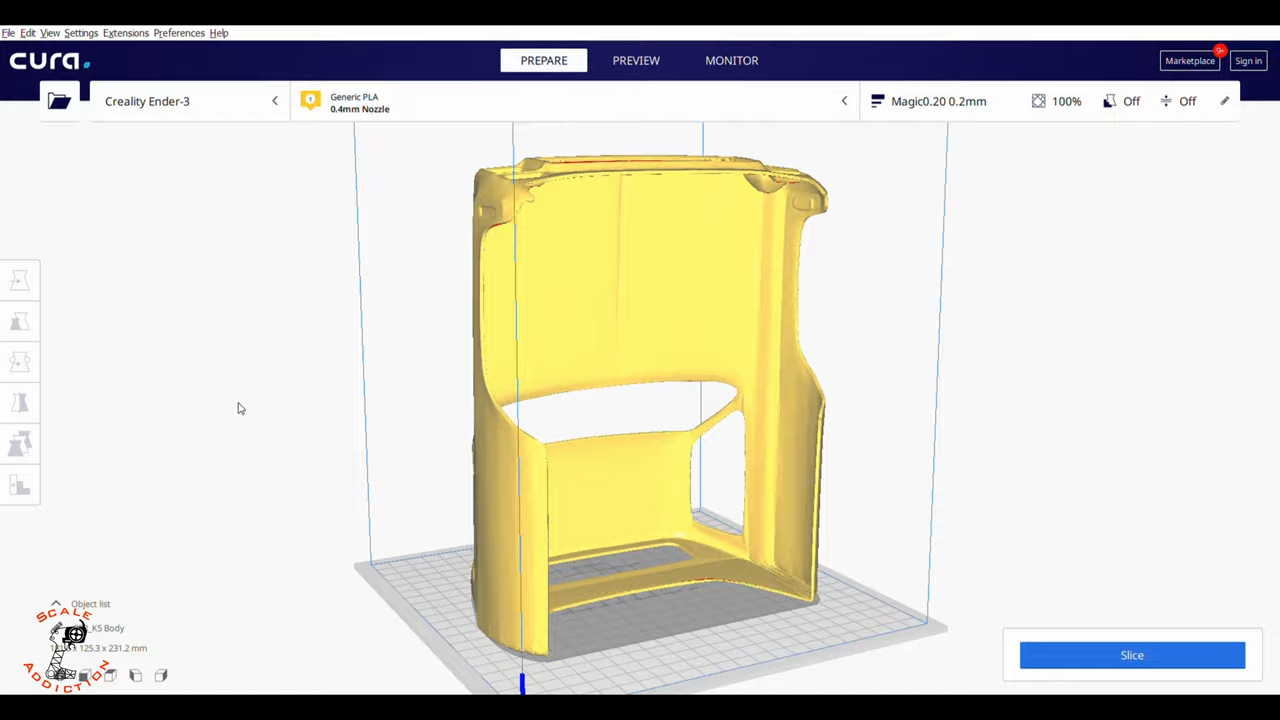 File Edit View Settings Extensions Preferences Help
cura.
PREPARE
PREVIEW
MONITOR
9+
Marketplace
Sign in
Creality Ender-3
1
Generic PLA
0.4mm Nozzle
Magic0.20 0.2mm
100%
Off
Off
Object list
K5 Body
x 125.3 x 231.2 mm
SCALE
ADDICTION
Slice